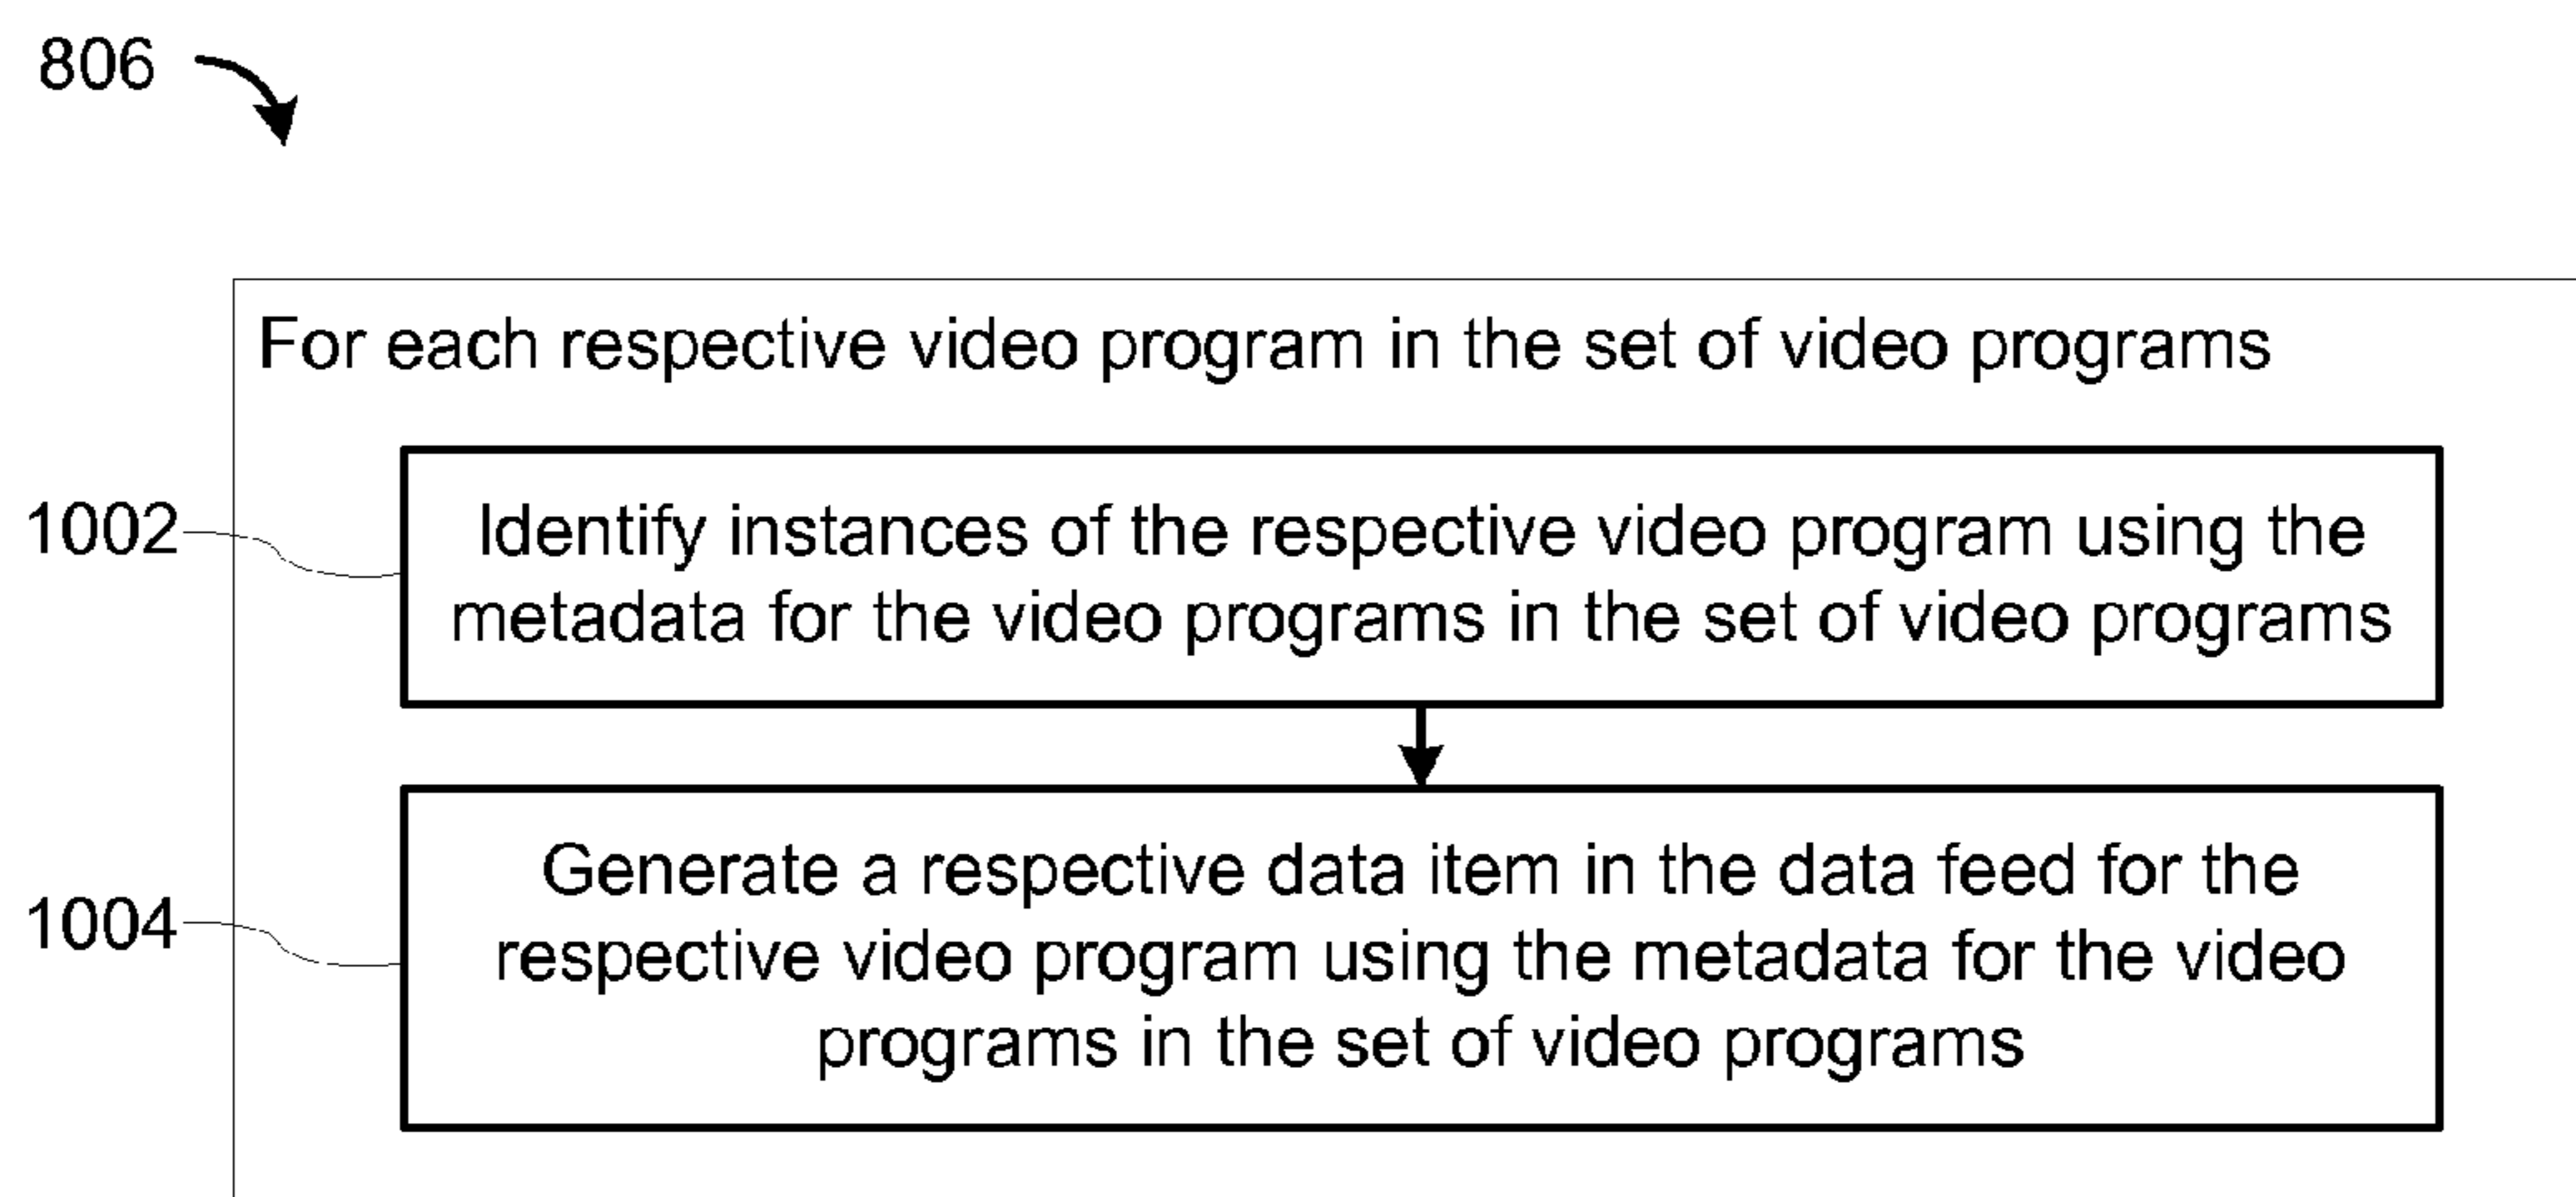 806
For each respective video program in the set of video programs
1002
Identify instances of the respective video program using the
metadata for the video programs in the set of video programs
1004
Generate a respective data item in the data feed for the
respective video program using the metadata for the video
programs in the set of video programs